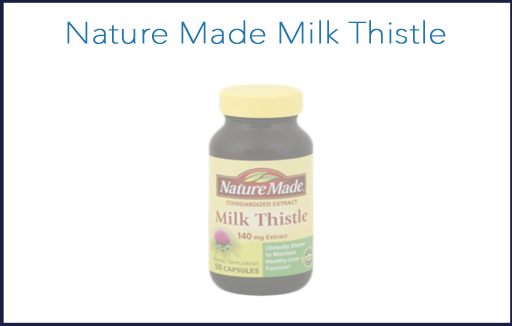 Nature Made Milk Thistle
Nature Made
STANDARDIZED EXTRACT
Milk Thistle
140 mg Extract
Clinically Shown
to Maintain
Healthy Liver
Function†
HERBAL SUPPLEMENT
50 CAPSULES